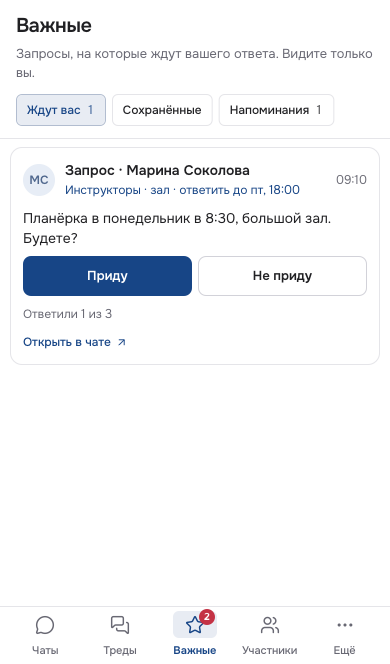 Важные
Запросы, на которые ждут вашего ответа. Видите только
вы.
Ждут вас 1
Сохранённые
Напоминания 1
МС
Запрос · Марина Соколова
09:10
Инструкторы · зал · ответить до пт, 18:00
Планёрка в понедельник в 8:30, большой зал.
Будете?
Приду
Не приду
Ответили 1 из 3
Открыть в чате
2
Чаты
Треды
Важные
Участники
Ещё